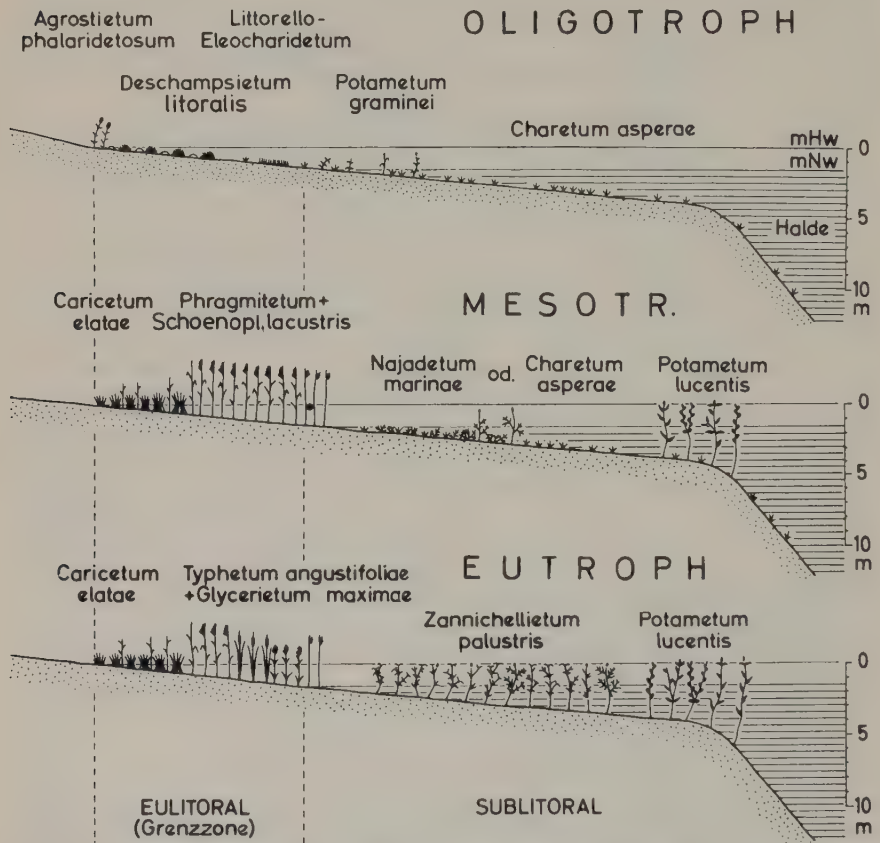 OLIGOTROPH
Agrostietum
phalaridetosum
Littorello-
Eleocharidetum
Deschampsietum
litoralis
Potametum
graminei
Charetum asperae
mHw
mNw
0
5
10
m
Halde
MESOTR.
Caricetum
elatae
Phragmitetum+
Schoenopl.lacustris
Najadetum
marinae
od.
Charetum
asperae
Potametum
lucentis
0
5
10
m
EUTROPH
Caricetum
elatae
Typhetum angustifoliae
+Glycerietum maximae
Zannichellietum
palustris
Potametum
lucentis
0
5
10
m
EULITORAL
(Grenzzone)
SUBLITORAL